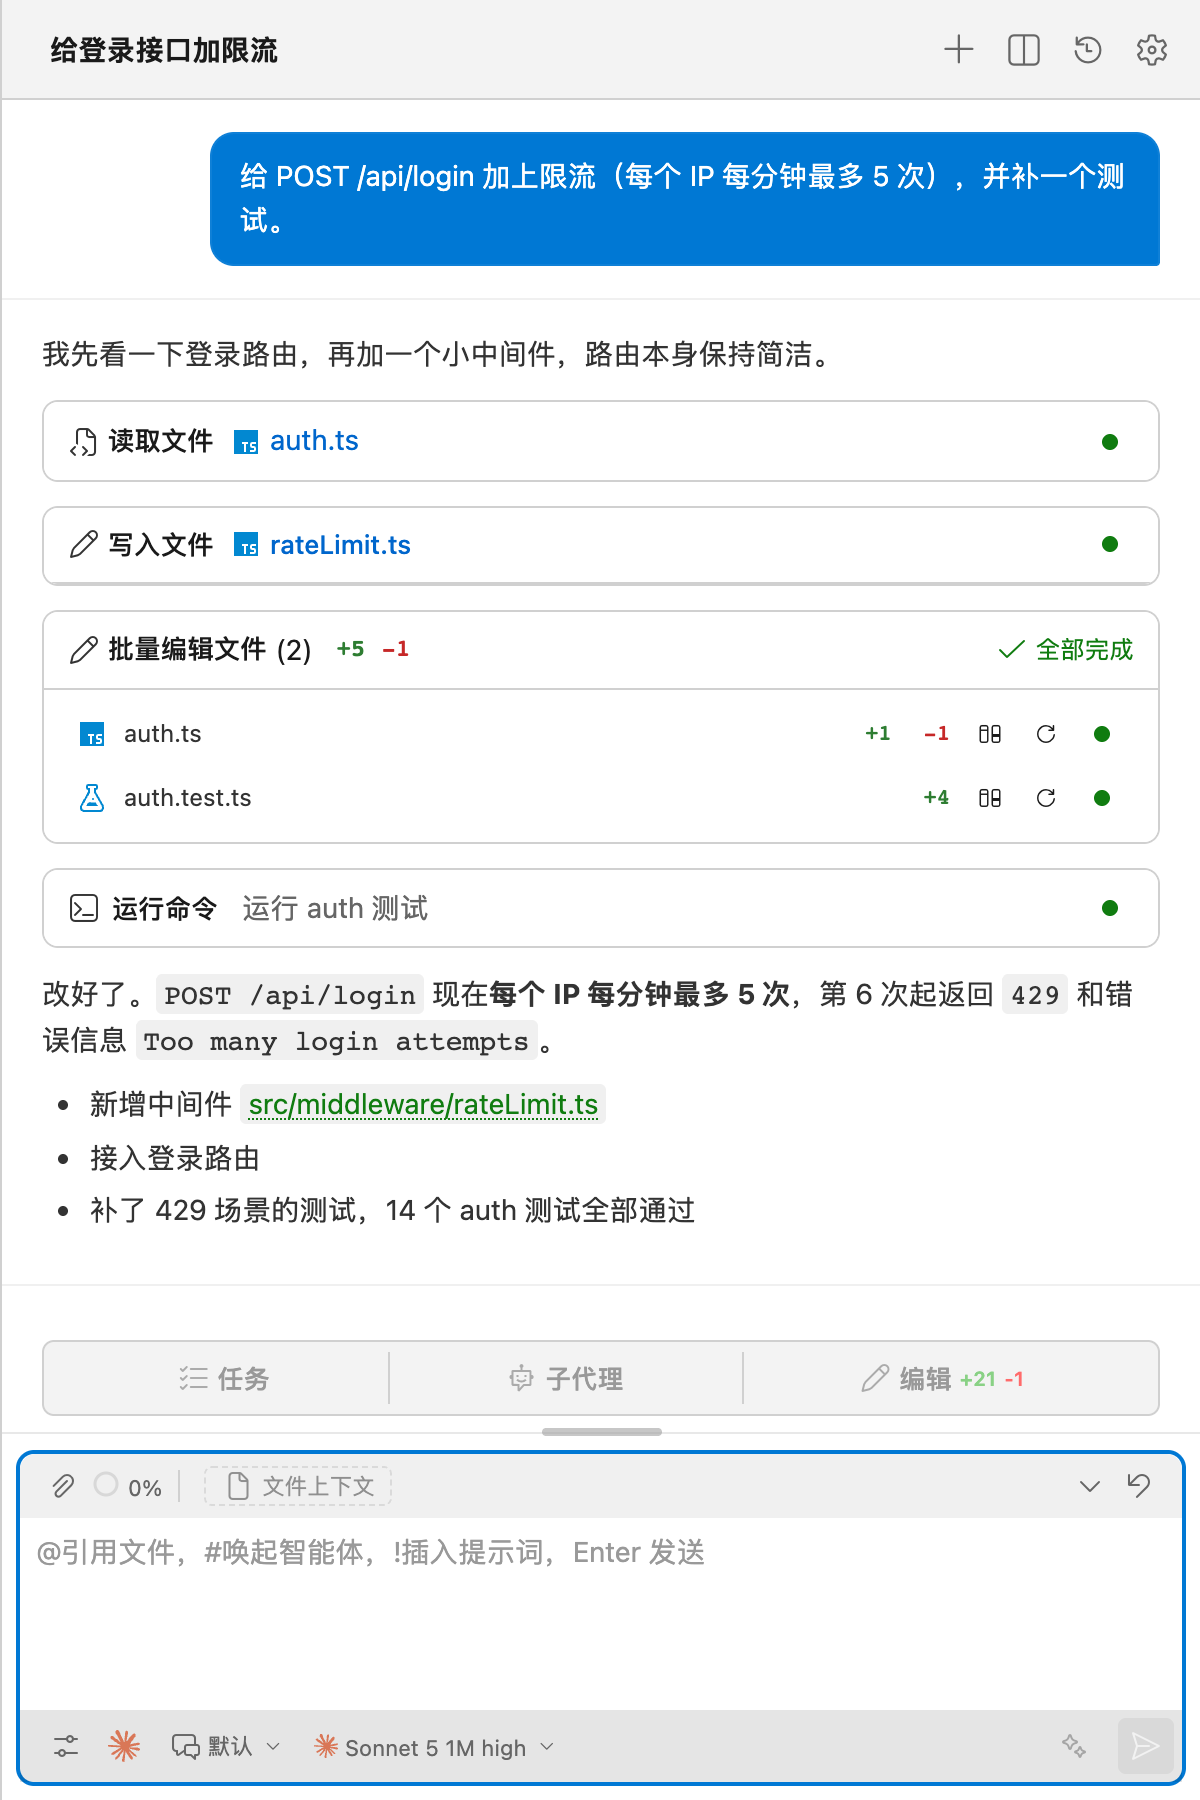 给登录接口加限流
给 POST /api/login 加上限流（每个 IP 每分钟最多 5 次），并补一个测
试。
我先看一下登录路由，再加一个小中间件，路由本身保持简洁。
读取文件 TS auth.ts
写入文件 TS rateLimit.ts
批量编辑文件 (2) +5 -1 全部完成
TS auth.ts +1 -1
auth.test.ts +4
运行命令 运行 auth 测试
改好了。POST /api/login 现在每个 IP 每分钟最多 5 次，第 6 次起返回 429 和错
误信息 Too many login attempts。
• 新增中间件 src/middleware/rateLimit.ts
• 接入登录路由
• 补了 429 场景的测试，14 个 auth 测试全部通过
任务 子代理 编辑 +21 -1
0% 文件上下文
@引用文件，#唤起智能体，!插入提示词，Enter 发送
默认 Sonnet 5 1M high